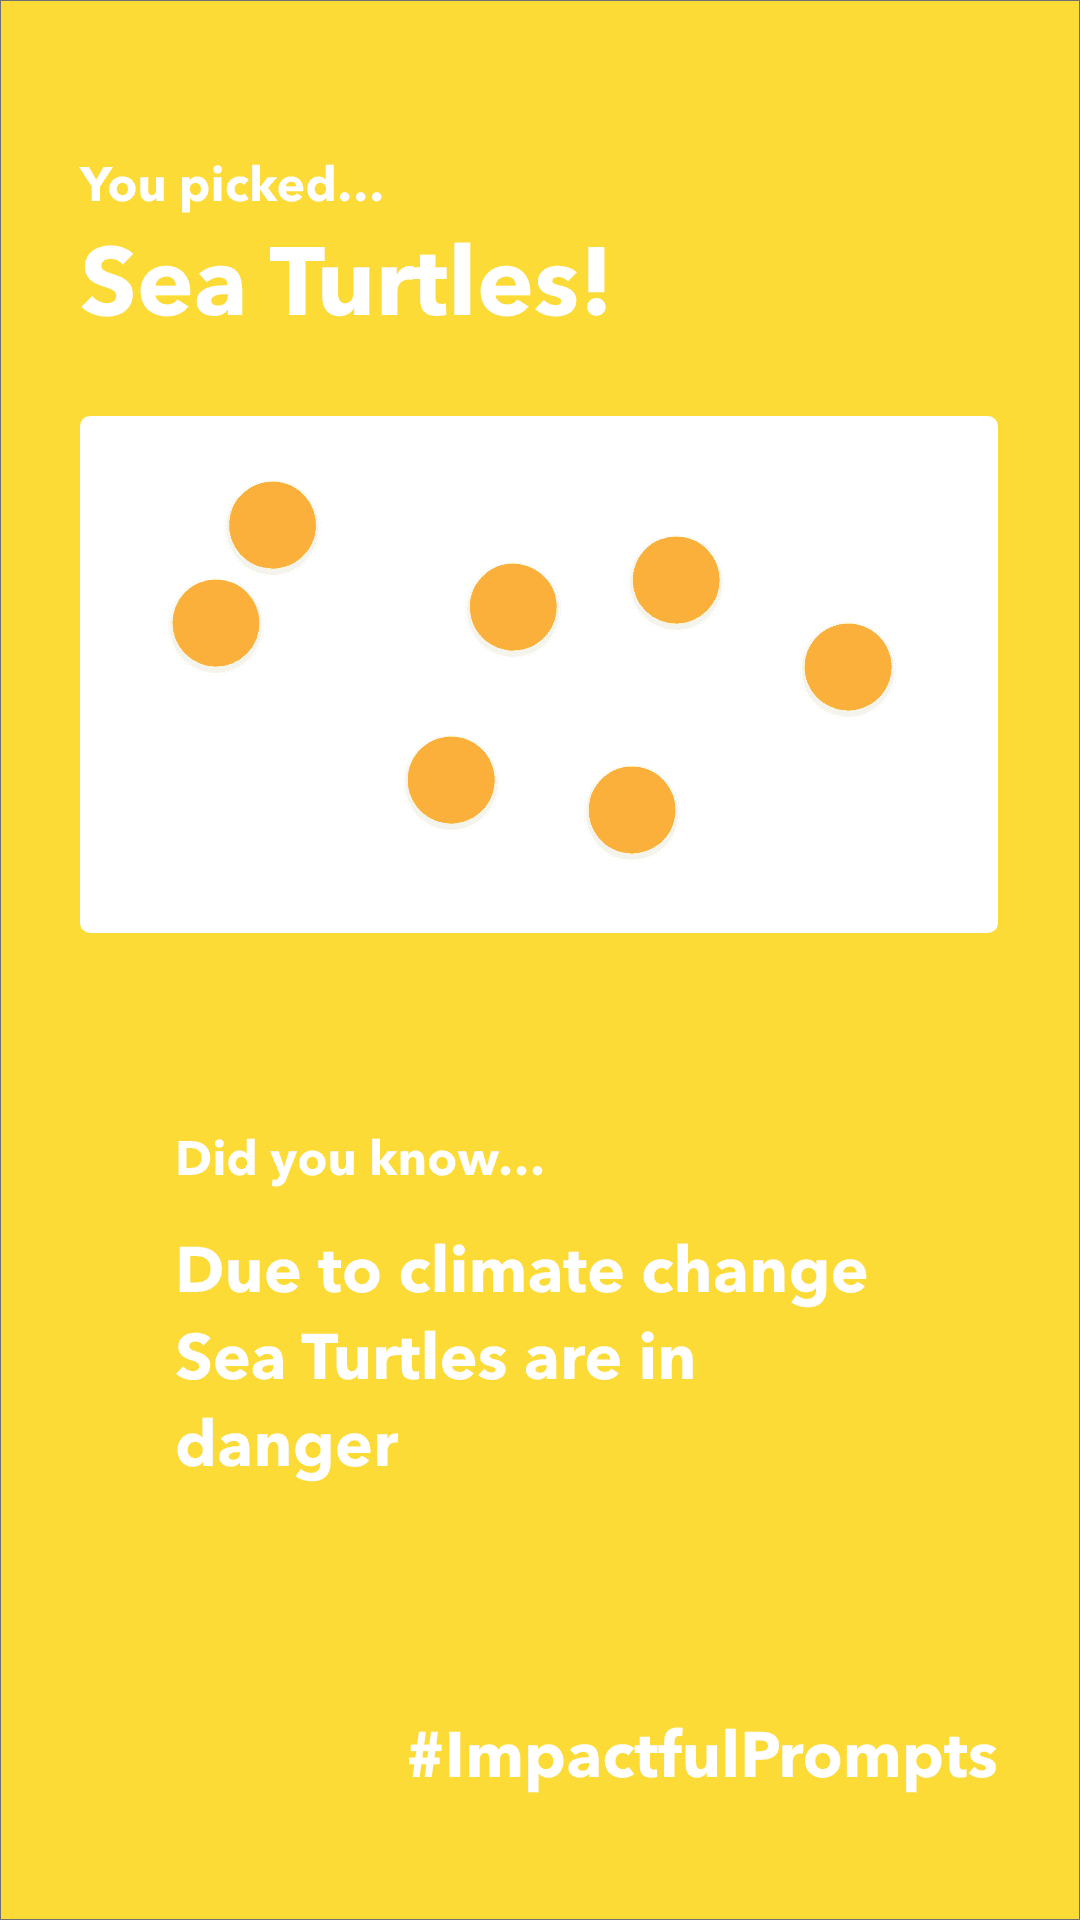 You picked...
Sea Turtles!
Did you know...
Due to climate change
Sea Turtles are in
danger
#ImpactfulPrompts